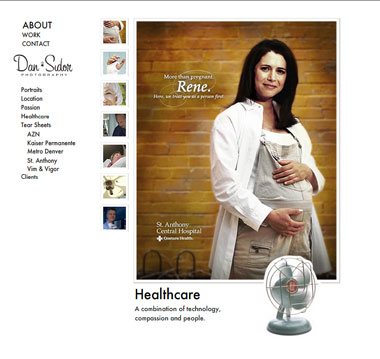 ABOUT
WORK
CONTACT
Dan Sidor
PHOTOGRAPHY
Portraits
Location
Passion
Healthcare
Tear Sheets
AZN
Kaiser Permanente
Metro Denver
St. Anthony
Vim & Vigor
Clients
More than pregnant.
Rene.
Here, we treat you as a person first.
St. Anthony
Central Hospital
Centura Health.
Healthcare
A combination of technology,
compassion and people.